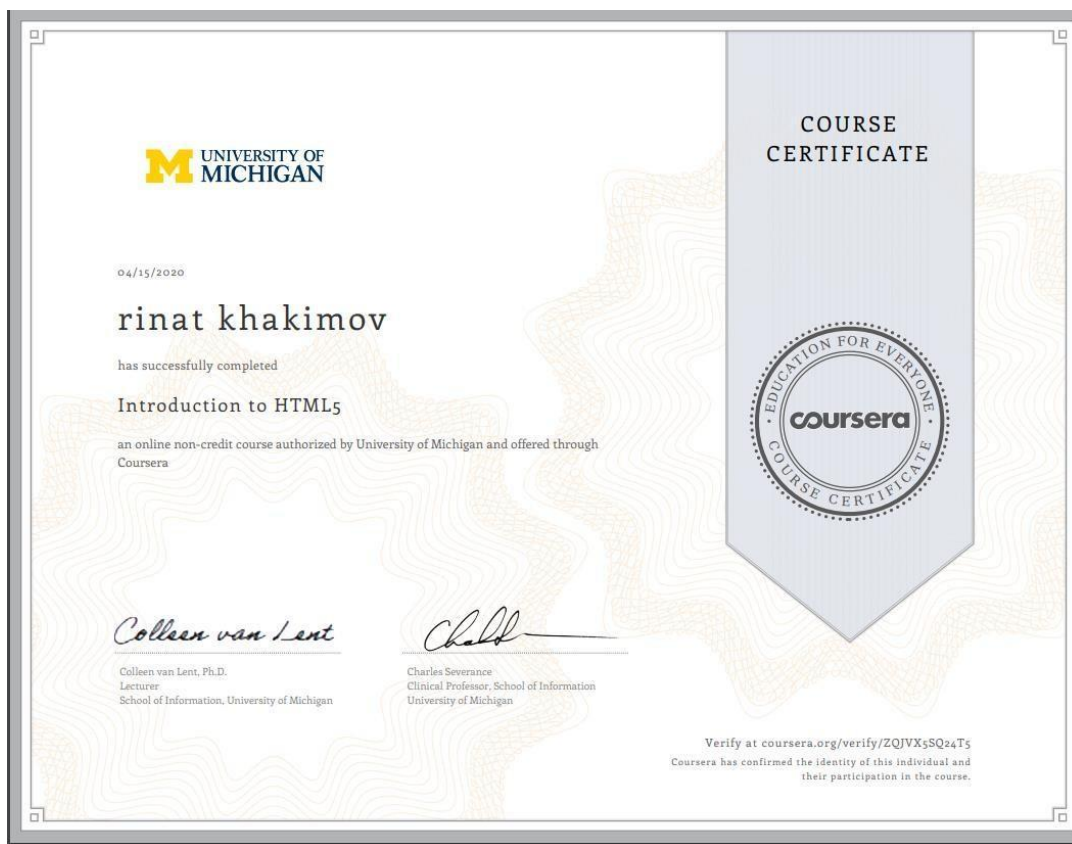 UNIVERSITY OF
MICHIGAN
COURSE
CERTIFICATE
04/15/2020
rinat khakimov
has successfully completed
Introduction to HTML5
an online non-credit course authorized by University of Michigan and offered through
Coursera
EDUCATION FOR EVERYONE
coursera
COURSE CERTIFICATE
Colleen van Lent
Colleen van Lent, Ph.D.
Lecturer
School of Information, University of Michigan
Charles Severance
Clinical Professor, School of Information
University of Michigan
Verify at coursera.org/verify/ZQJVX5SQ24T5
Coursera has confirmed the identity of this individual and
their participation in the course.